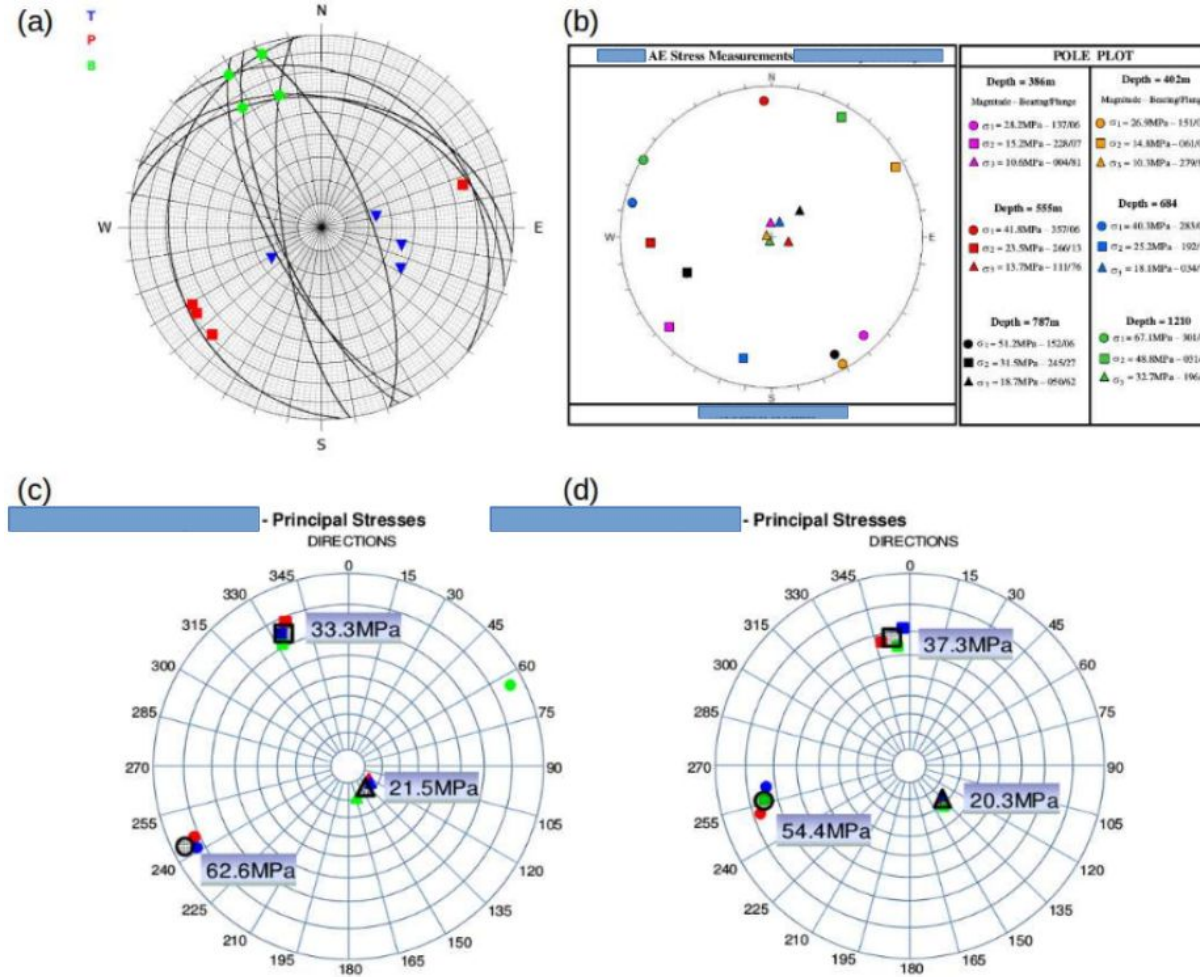 (a)
T
P
B
N
W
E
S
(b)
AE Stress Measurements
N
W
E
S
POLE PLOT
Depth = 386m
Magnitude – Bearing/Plunge
σ1 = 28.2MPa – 137/06
σ2 = 15.2MPa – 228/07
σ3 = 10.6MPa – 004/81
Depth = 402m
σ1 = 26.9MPa – 151/0
σ2 = 14.8MPa – 061/
σ3 = 10.3MPa – 279/
Depth = 555m
σ1 = 41.8MPa – 357/06
σ2 = 23.5MPa – 266/13
σ3 = 13.7MPa – 111/76
Depth = 684
σ1 = 40.3MPa – 283/
σ2 = 25.2MPa – 192/
σ3 = 18.1MPa – 034/
Depth = 787m
σ1 = 51.2MPa – 152/06
σ2 = 31.5MPa – 245/27
σ3 = 18.7MPa – 050/62
Depth = 1210
σ1 = 67.1MPa – 301/
σ2 = 48.8MPa – 031/
σ3 = 32.7MPa – 196/
(c)
- Principal Stresses
DIRECTIONS
0
15
30
45
60
75
90
105
120
135
150
165
180
195
210
225
240
255
270
285
300
315
330
345
33.3MPa
21.5MPa
62.6MPa
(d)
- Principal Stresses
DIRECTIONS
0
15
30
45
60
75
90
105
120
135
150
165
180
195
210
225
240
255
270
285
300
315
330
345
37.3MPa
20.3MPa
54.4MPa